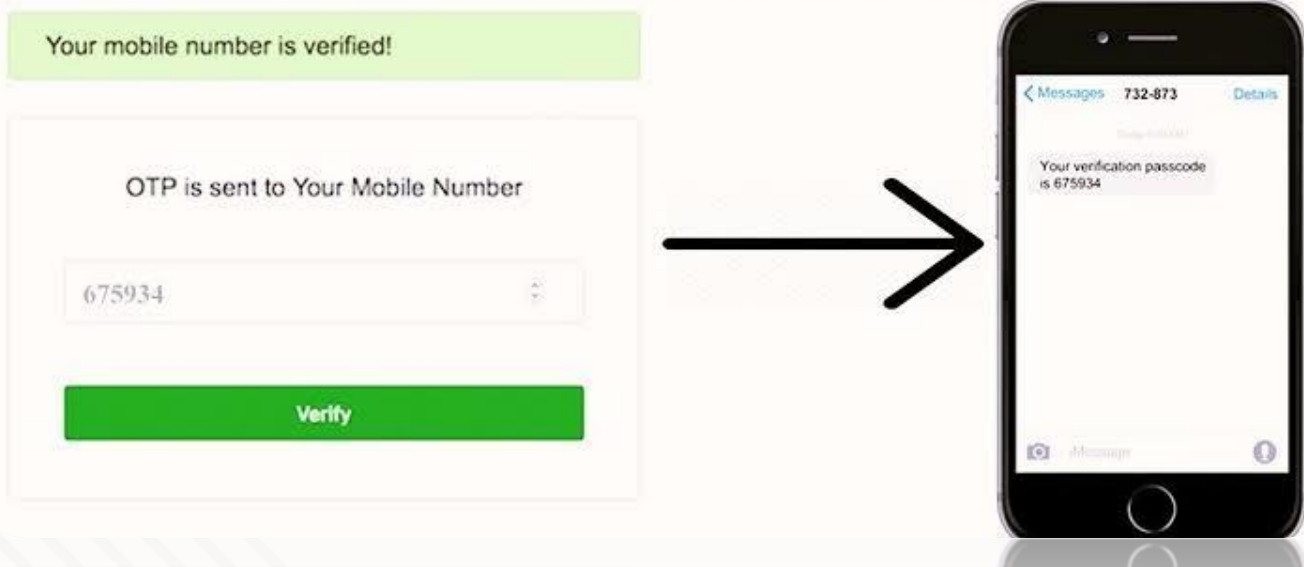 Your mobile number is verified!
OTP is sent to Your Mobile Number
675934
Verify
Messages 732-873 Details
Your verification passcode
is 675934
iMessage